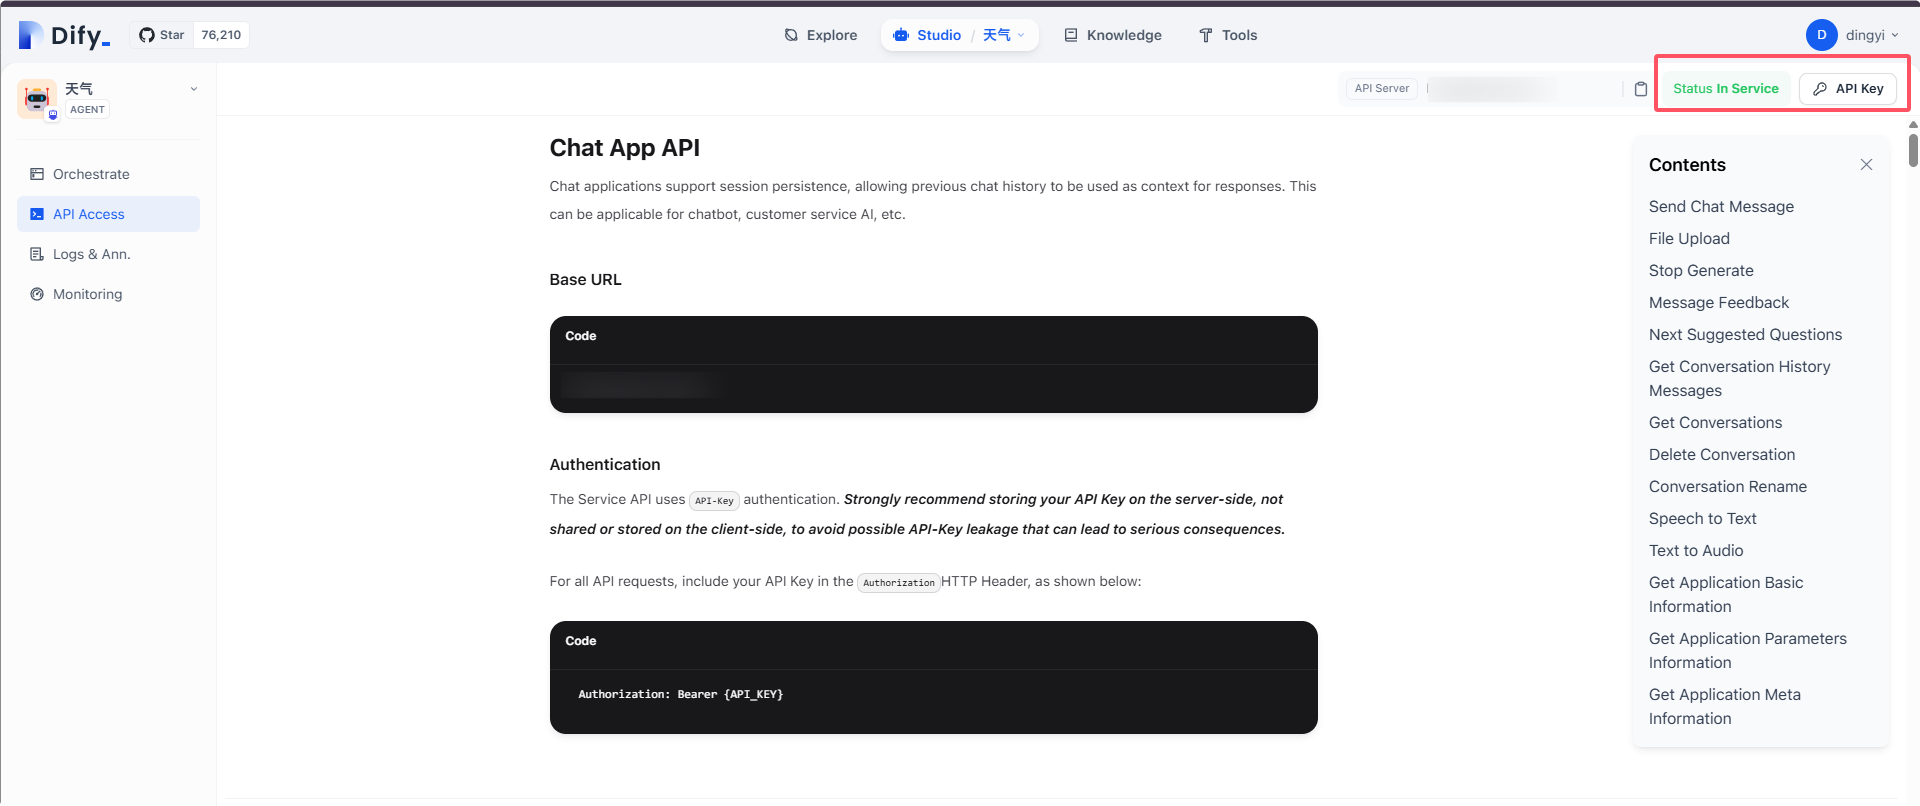 Dify_
Star 76,210
Explore
Studio / 天气
Knowledge
Tools
D dingyi
天气
AGENT
API Server
Status In Service
API Key
Orchestrate
API Access
Logs & Ann.
Monitoring
Chat App API
Chat applications support session persistence, allowing previous chat history to be used as context for responses. This
can be applicable for chatbot, customer service AI, etc.
Base URL
Code
Authentication
The Service API uses API-Key authentication. Strongly recommend storing your API Key on the server-side, not
shared or stored on the client-side, to avoid possible API-Key leakage that can lead to serious consequences.
For all API requests, include your API Key in the Authorization HTTP Header, as shown below:
Code
Authorization: Bearer {API_KEY}
Contents
Send Chat Message
File Upload
Stop Generate
Message Feedback
Next Suggested Questions
Get Conversation History
Messages
Get Conversations
Delete Conversation
Conversation Rename
Speech to Text
Text to Audio
Get Application Basic
Information
Get Application Parameters
Information
Get Application Meta
Information